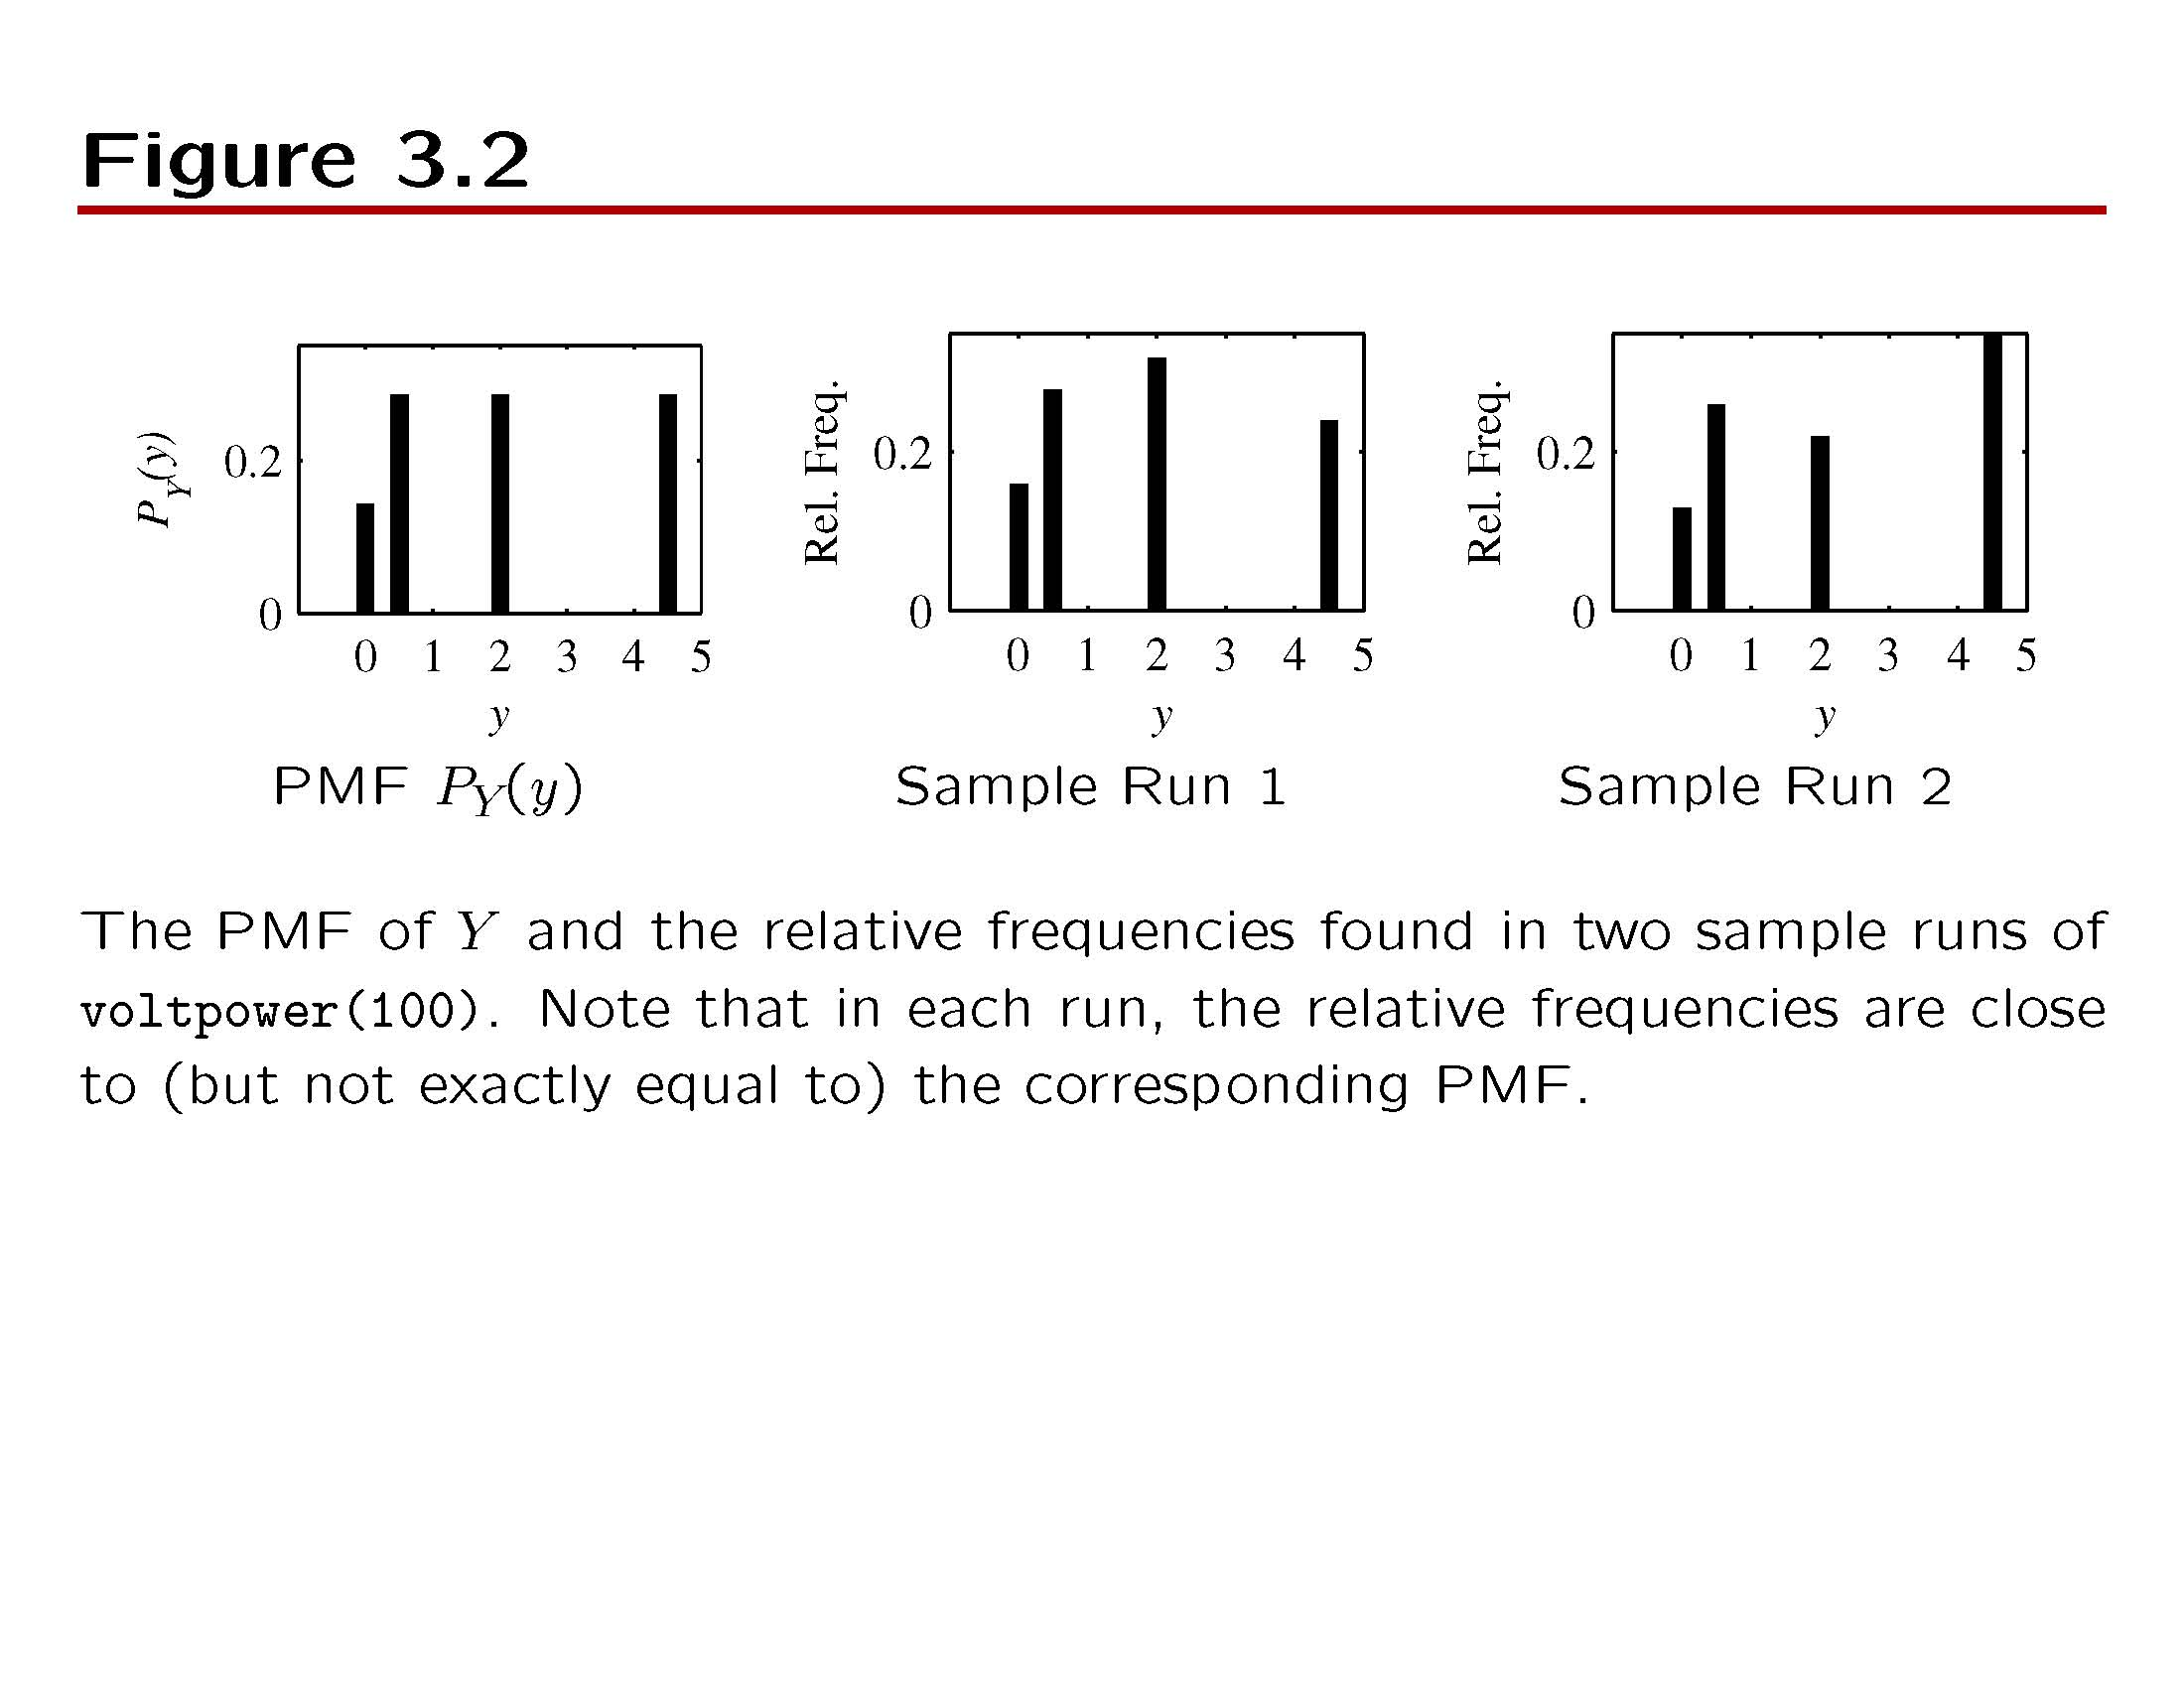 Figure 3.2
P_Y(y)
0.2
0
0 1 2 3 4 5
y
PMF P_Y(y)
Rel. Freq.
0.2
0
0 1 2 3 4 5
y
Sample Run 1
Rel. Freq.
0.2
0
0 1 2 3 4 5
y
Sample Run 2
The PMF of Y and the relative frequencies found in two sample runs of
voltpower(100). Note that in each run, the relative frequencies are close
to (but not exactly equal to) the corresponding PMF.